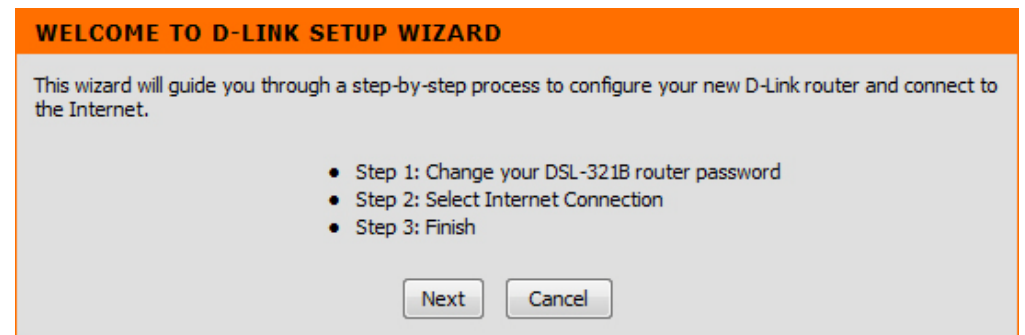 WELCOME TO D-LINK SETUP WIZARD
This wizard will guide you through a step-by-step process to configure your new D-Link router and connect to
the Internet.
• Step 1: Change your DSL-321B router password
• Step 2: Select Internet Connection
• Step 3: Finish
Next Cancel